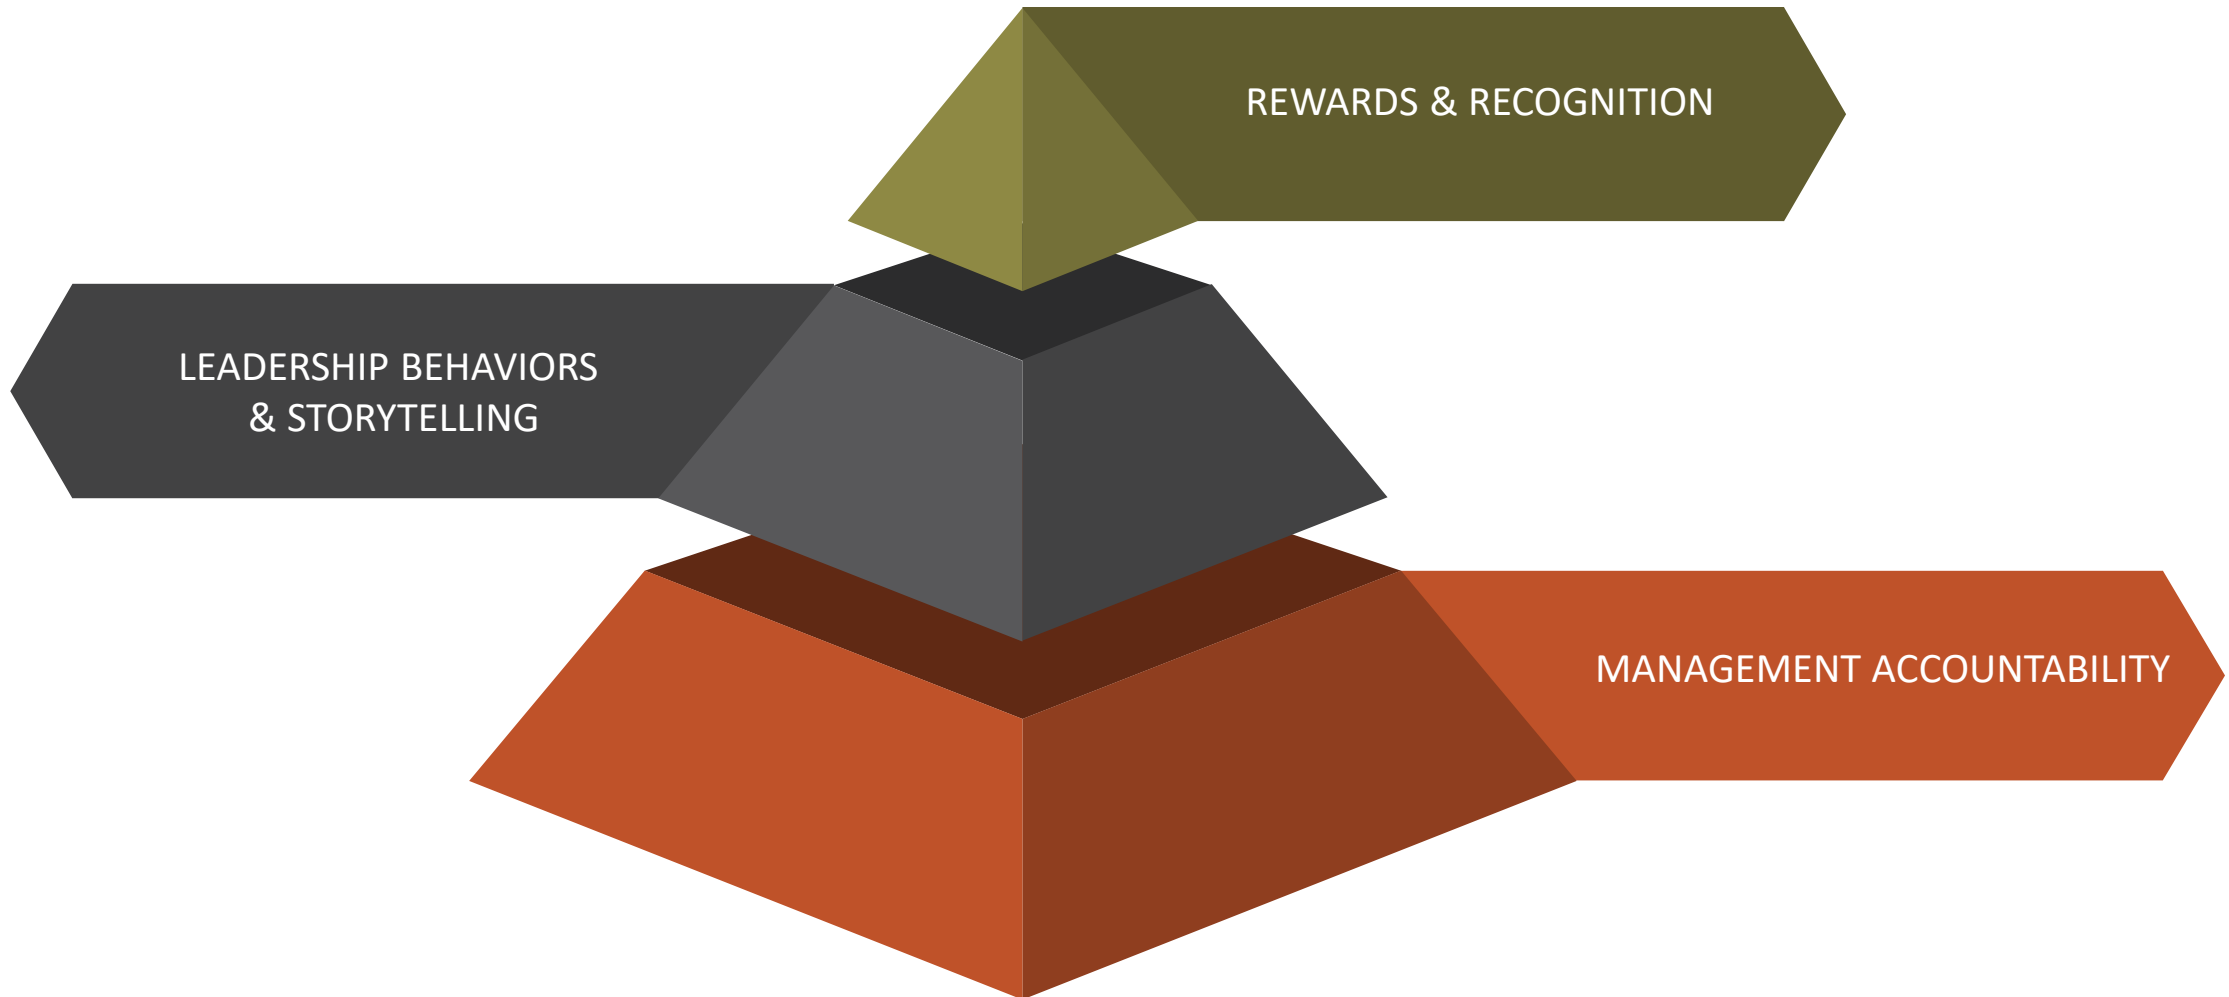 REWARDS & RECOGNITION
LEADERSHIP BEHAVIORS
& STORYTELLING
MANAGEMENT ACCOUNTABILITY